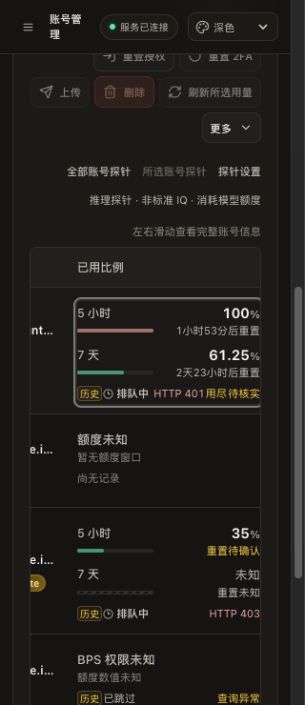 账号管理
服务已连接
深色
重置授权
重置 2FA
上传
删除
刷新所选用量
更多
全部账号探针 所选账号探针 探针设置
推理探针 · 非标准 IQ · 消耗模型额度
左右滑动查看完整账号信息
已用比例
nt...
5 小时 100%
1小时53分后重置
7 天 61.25%
2天23小时后重置
历史 排队中 HTTP 401 用尽待核实
e.i...
额度未知
暂无额度窗口
尚无记录
e.i...
te
5 小时 35%
重置待确认
7 天 未知
重置未知
历史 排队中 HTTP 403
e.i...
BPS 权限未知
额度数值未知
历史 已跳过 查询异常